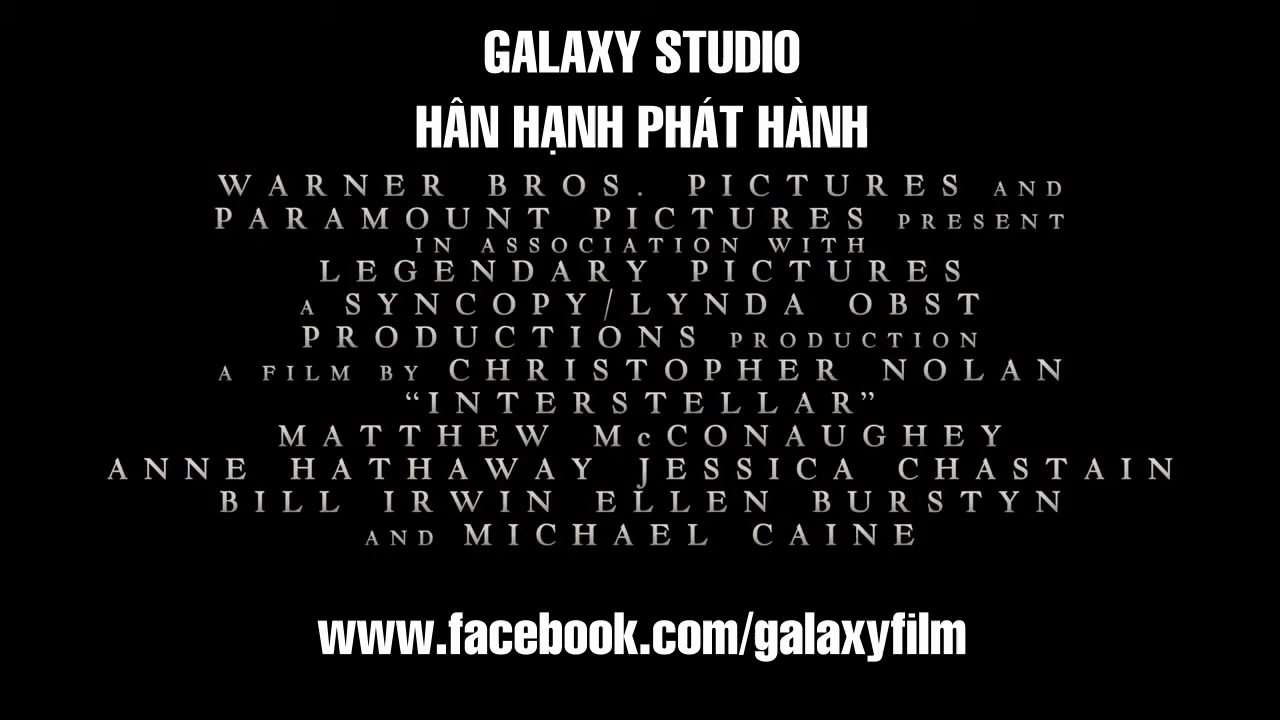 GALAXY STUDIO
HÂN HẠNH PHÁT HÀNH
WARNER BROS. PICTURES AND
PARAMOUNT PICTURES PRESENT
IN ASSOCIATION WITH
LEGENDARY PICTURES
A SYNCOPY/LYNDA OBST
PRODUCTIONS PRODUCTION
A FILM BY CHRISTOPHER NOLAN
“INTERSTELLAR”
MATTHEW McCONAUGHEY
ANNE HATHAWAY JESSICA CHASTAIN
BILL IRWIN ELLEN BURSTYN
AND MICHAEL CAINE
www.facebook.com/galaxyfilm